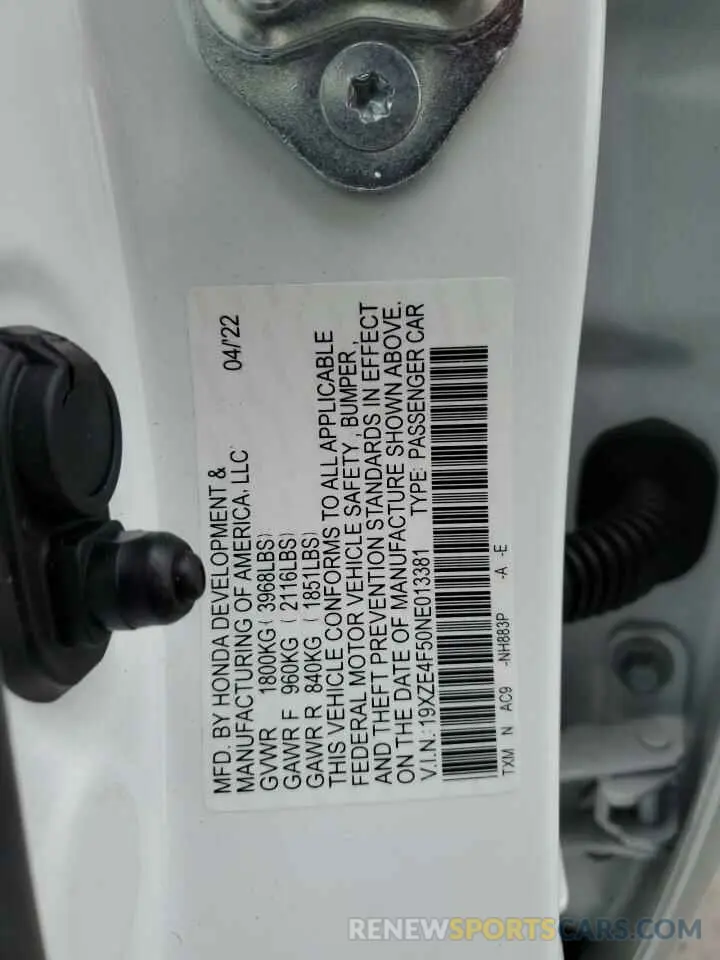 MFD. BY HONDA DEVELOPMENT & 04/'22
MANUFACTURING OF AMERICA, LLC
GVWR 1800KG (3968LBS)
GAWR F 960KG (2116LBS)
GAWR R 840KG (1851LBS)
THIS VEHICLE CONFORMS TO ALL APPLICABLE
FEDERAL MOTOR VEHICLE SAFETY, BUMPER,
AND THEFT PREVENTION STANDARDS IN EFFECT
ON THE DATE OF MANUFACTURE SHOWN ABOVE.
V.I.N.: 19XZE4F50NE013381 TYPE: PASSENGER CAR
TXM N AC9 -NH883P -A -E
RENEWSPORTSCARS.COM